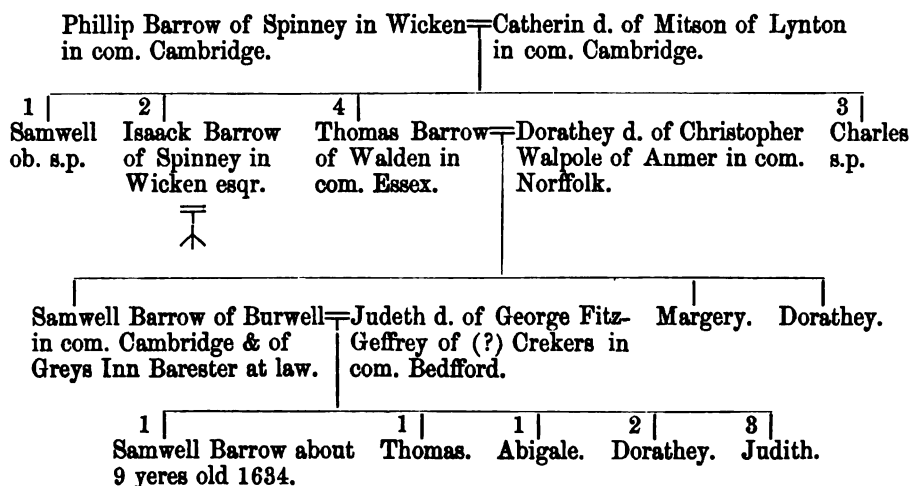 Phillip Barrow of Spinney in Wicken
in com. Cambridge.
Catherin d. of Mitson of Lynton
in com. Cambridge.
1
Samwell
ob. s.p.
2
Isaack Barrow
of Spinney in
Wicken esqr.
4
Thomas Barrow
of Walden in
com. Essex.
Dorathey d. of Christopher
Walpole of Anmer in com.
Norffolk.
3
Charles
s.p.
Samwell Barrow of Burwell
in com. Cambridge & of
Greys Inn Barester at law.
Judeth d. of George Fitz-
Geffrey of (?) Crekers in
com. Bedfford.
Margery.
Dorathey.
1
Samwell Barrow about
9 yeres old 1634.
1
Thomas.
1
Abigale.
2
Dorathey.
3
Judith.